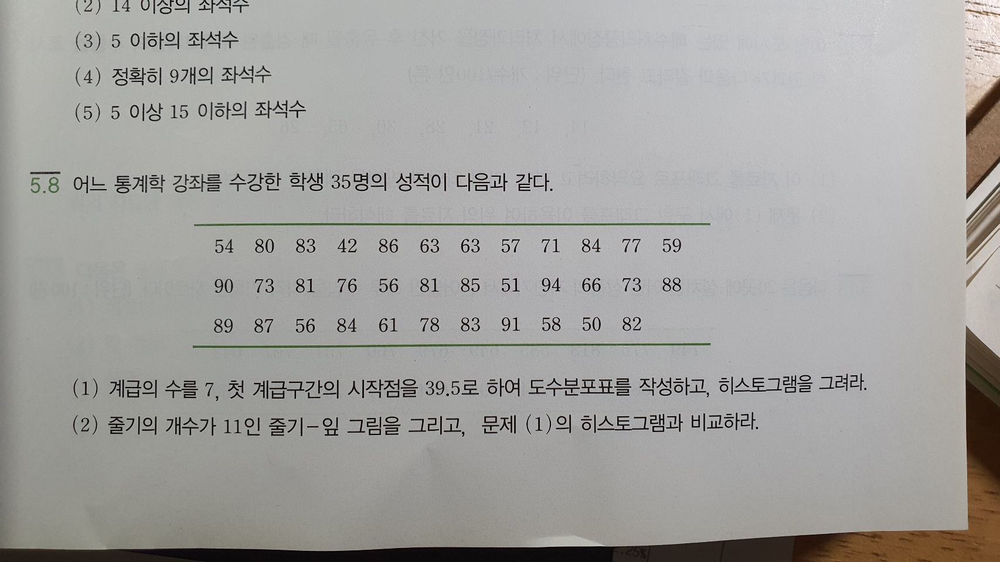 (2) 14 이상의 좌석수
(3) 5 이하의 좌석수
(4) 정확히 9개의 좌석수
(5) 5 이상 15 이하의 좌석수
5.8 어느 통계학 강좌를 수강한 학생 35명의 성적이 다음과 같다.
54 80 83 42 86 63 63 57 71 84 77 59
90 73 81 76 56 81 85 51 94 66 73 88
89 87 56 84 61 78 83 91 58 50 82
(1) 계급의 수를 7, 첫 계급구간의 시작점을 39.5로 하여 도수분포표를 작성하고, 히스토그램을 그려라.
(2) 줄기의 개수가 11인 줄기-잎 그림을 그리고, 문제 (1)의 히스토그램과 비교하라.
.25%